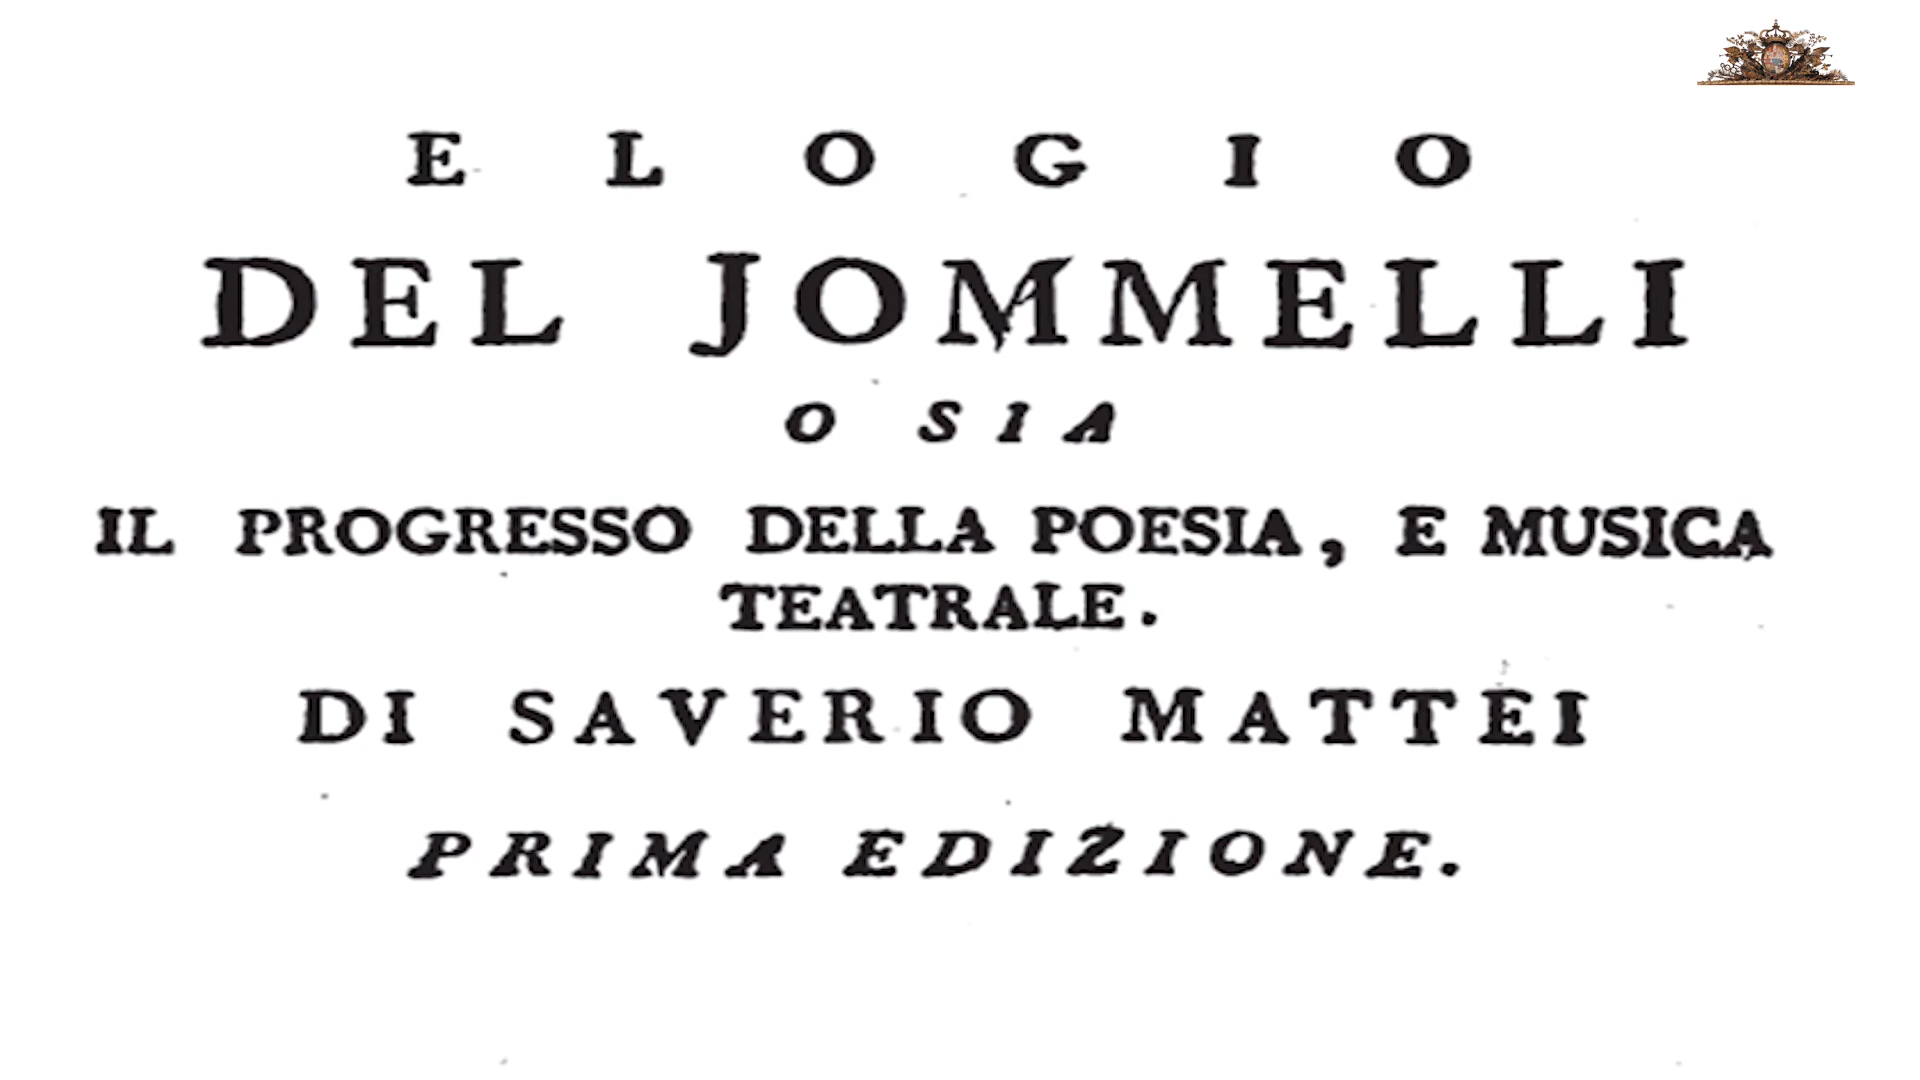 ELOGIO
DEL JOMMELLI
O SIA
IL PROGRESSO DELLA POESIA, E MUSICA
TEATRALE.
DI SAVERIO MATTEI
PRIMA EDIZIONE.